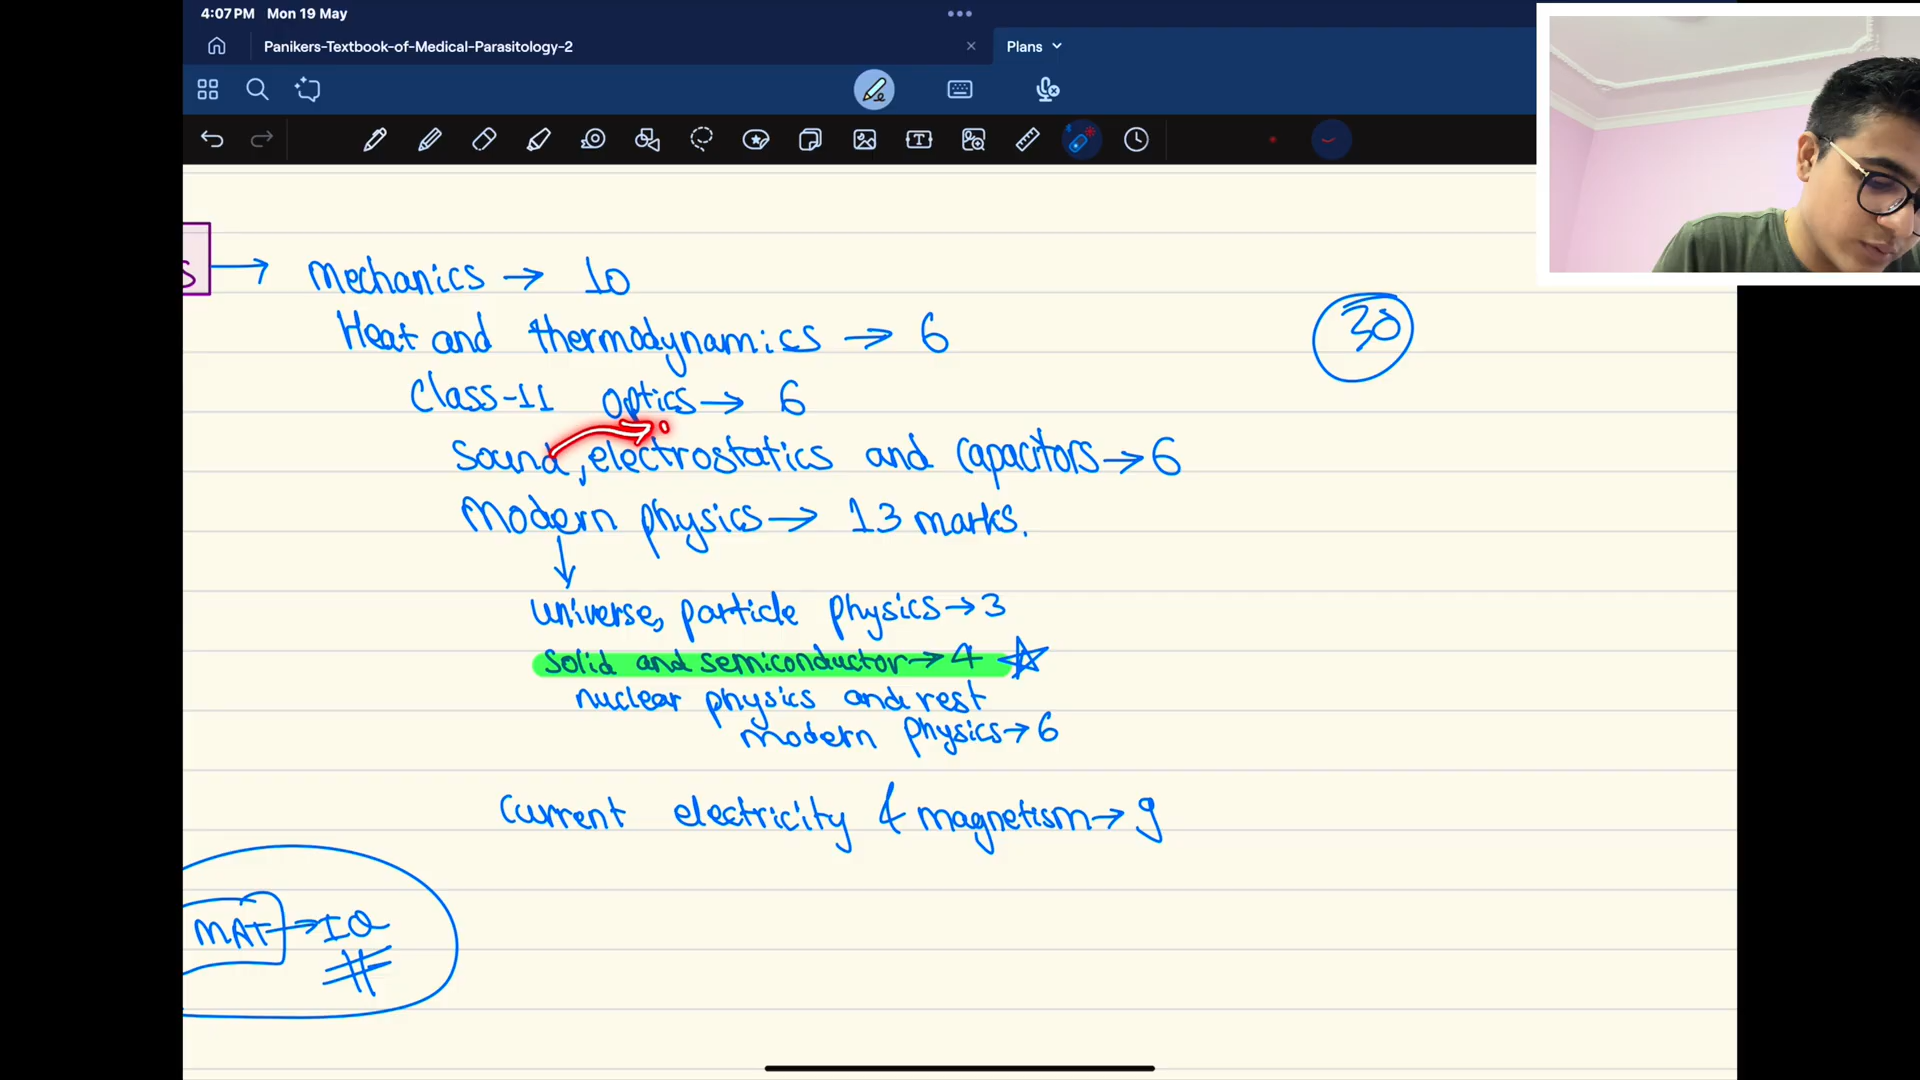 4:07 PM Mon 19 May
Panikers-Textbook-of-Medical-Parasitology-2
Plans
s → Mechanics → 10
Heat and thermodynamics → 6
Class-11 optics → 6
Sound, electrostatics and capacitors → 6
Modern physics → 13 marks.
universe, particle physics → 3
solid and semiconductor → 4
nuclear physics and rest
modern physics → 6
Current electricity & magnetism → 9
MAT → IQ
30